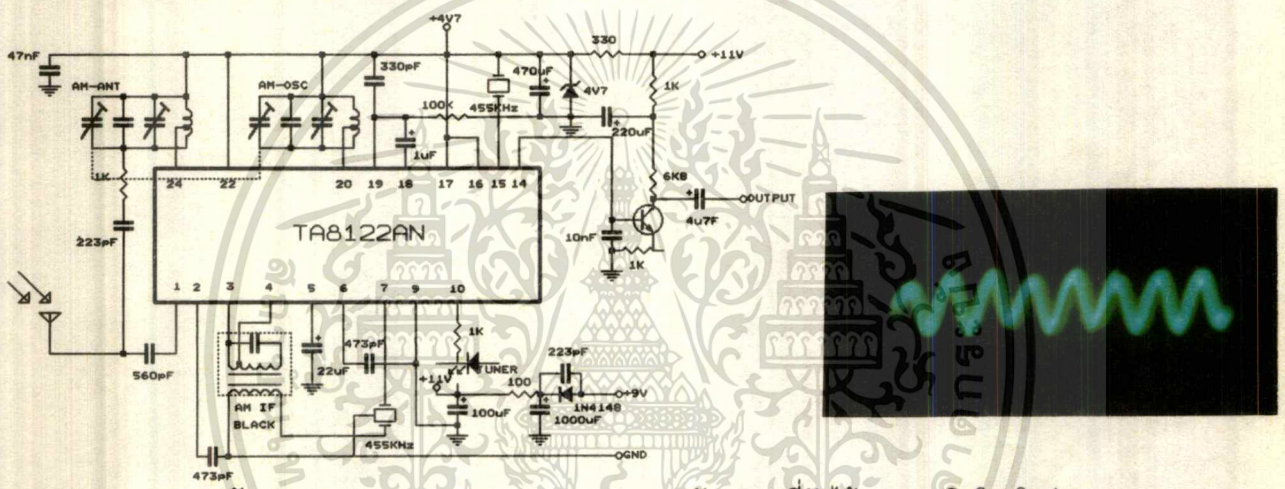 +4V7
47nF
330
+11V
AM-ANT
AM-OSC
330pF
470uF
4V7
1K
100K
455KHz
220uF
1uF
1K
24
22
20
19
18
17
16
15
14
6K8
OUTPUT
4u7F
223pF
TA8122AN
10nF
1K
1
2
3
4
5
6
7
9
10
1K
473pF
22uF
TUNER
223pF
560pF
+11V
100
+9V
AM IF
BLACK
100uF
1N4148
1000uF
455KHz
GND
473pF